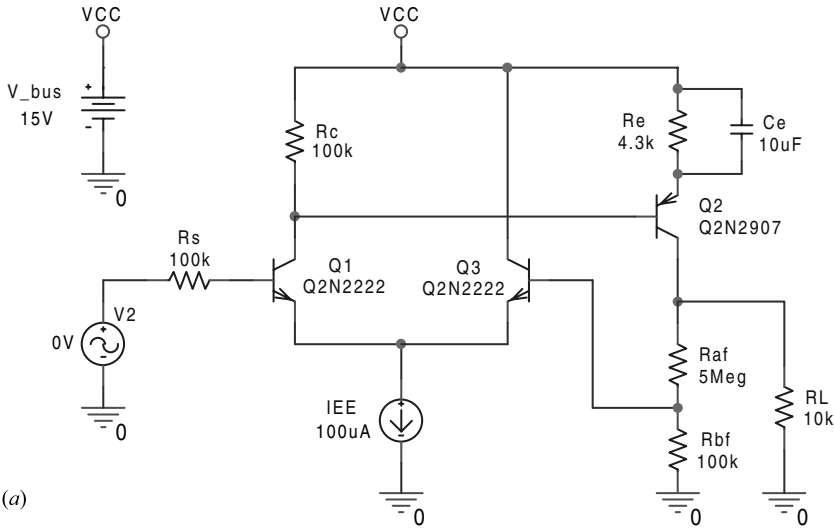 VCC
VCC
V_bus
15V
0
Rc
100k
Re
4.3k
Ce
10uF
Q2
Q2N2907
Rs
100k
Q1
Q2N2222
Q3
Q2N2222
V2
0V
0
IEE
100uA
0
Raf
5Meg
Rbf
100k
0
RL
10k
0
(a)